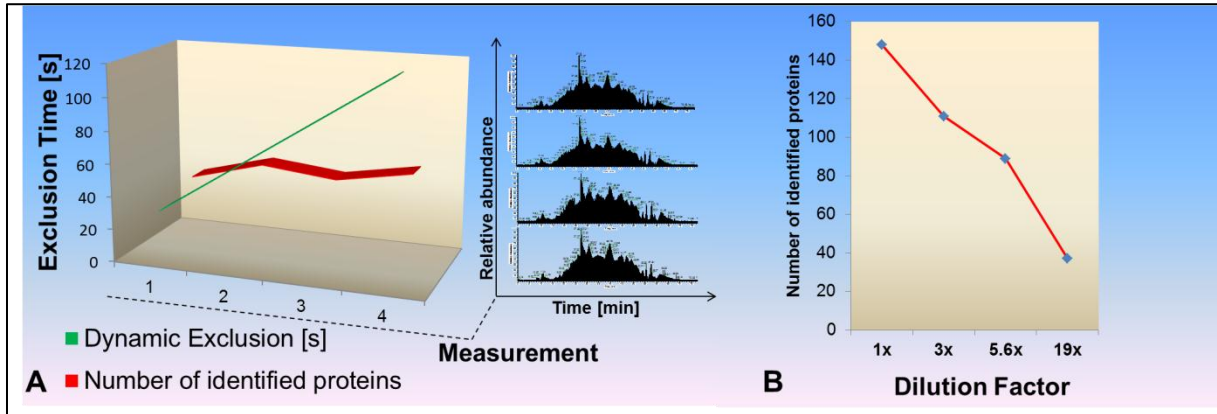 Exclusion Time [s]
120
100
80
60
40
20
0
1
2
3
4
Dynamic Exclusion [s]
A
Number of identified proteins
Relative abundance
Time [min]
Measurement
Number of identified proteins
160
140
120
100
80
60
40
20
0
1x 3x 5.6x 19x
B
Dilution Factor